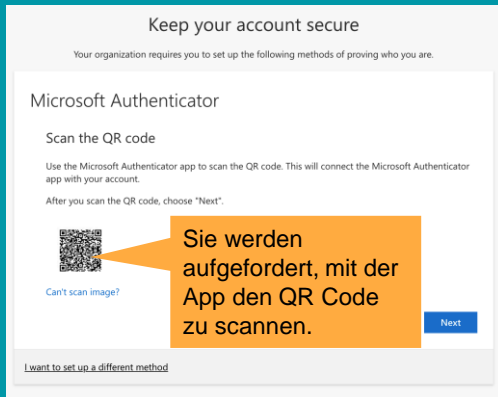 Keep your account secure
Your organization requires you to set up the following methods of proving who you are.
Microsoft Authenticator
Scan the QR code
Use the Microsoft Authenticator app to scan the QR code. This will connect the Microsoft Authenticator
app with your account.
After you scan the QR code, choose "Next".
Sie werden
aufgefordert, mit der
App den QR Code
zu scannen.
Can't scan image?
Next
I want to set up a different method